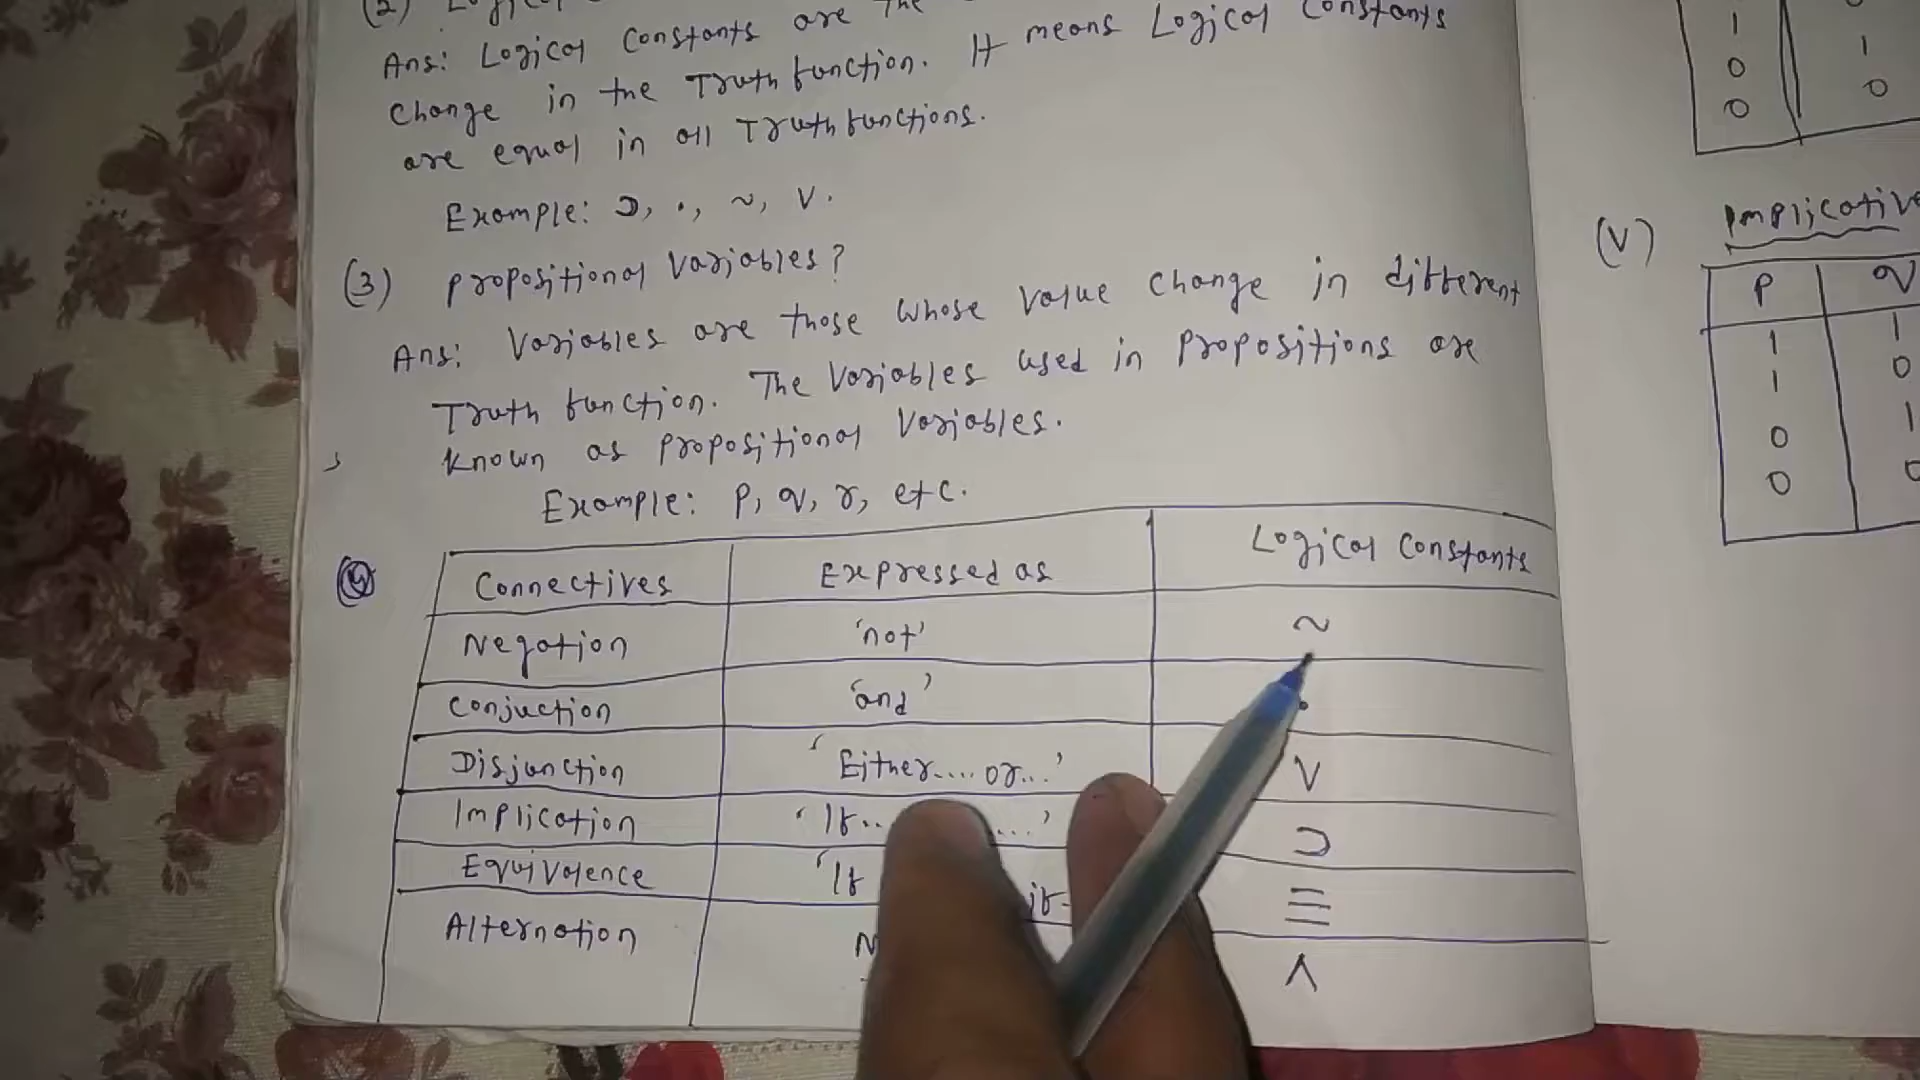 (2)
Ans: Logical Constants are the
change in the Truth function. It means Logical Constants
are equal in all Truth functions.
Example: ⊃, ·, ~, V.
(3) Propositional Variables?
Ans: Variables are those whose value change in different
Truth function. The Variables used in Propositions are
known as Propositional Variables.
Example: P, q, r, etc.
(4)
Connectives Expressed as Logical Constants
Negation 'not' ~
Conjuction 'and' ·
Disjunction 'Either.... or...' V
Implication 'If.. ...' ⊃
Equivalence 'If if ≡
Alternation Λ
1
0 1
0 0
(V) Implicative
P q
1 1
1 0
0 1
0 0